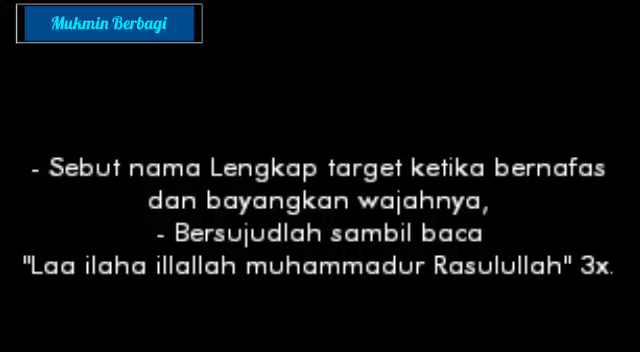 Mukmin Berbagi
- Sebut nama Lengkap target ketika bernafas
dan bayangkan wajahnya,
- Bersujudlah sambil baca
"Laa ilaha illallah muhammadur Rasulullah" 3x.